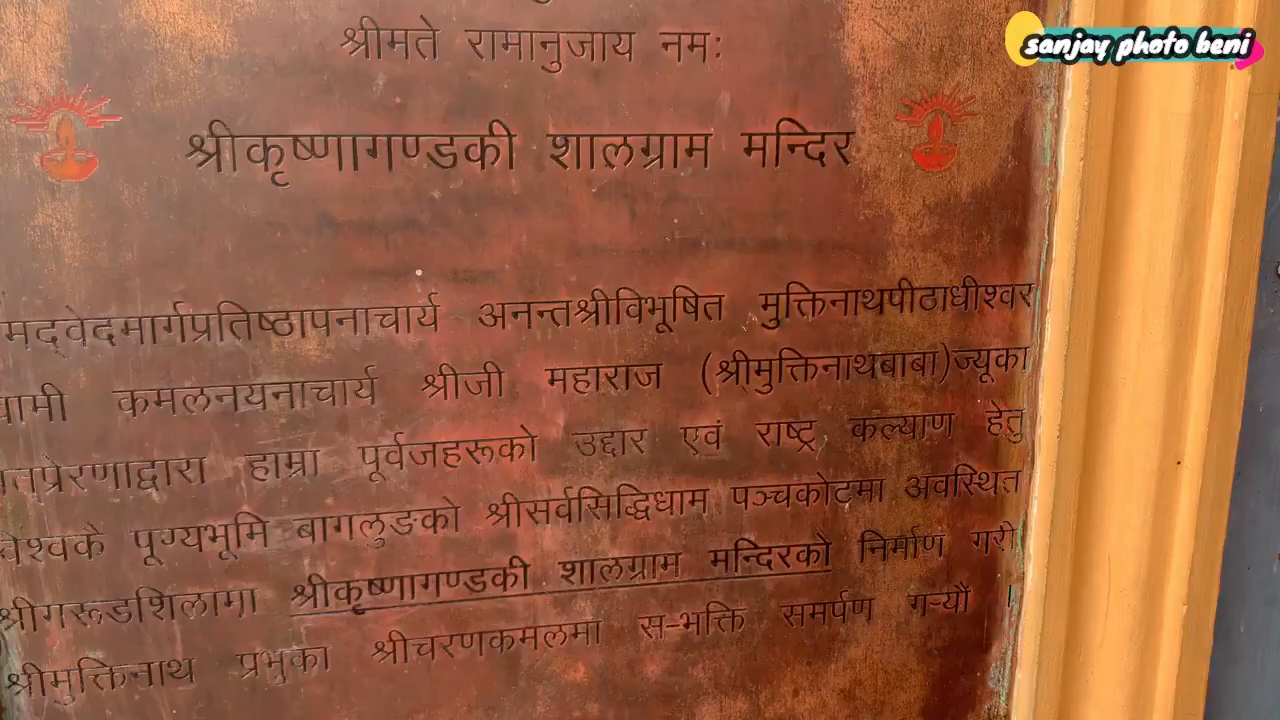 श्रीमते रामानुजाय नमः
sanjay photo beni
श्रीकृष्णागण्डकी शालग्राम मन्दिर
मद्वेदमार्गप्रतिष्ठापनाचार्य अनन्तश्रीविभूषित मुक्तिनाथपीठाधीश्वर
वामी कमलनयनाचार्य श्रीजी महाराज (श्रीमुक्तिनाथबाबा)ज्यूका
तप्रेरणाद्वारा हाम्रा पूर्वजहरूको उद्दार एवं राष्ट्र कल्याण हेतु
वेश्वकै पूण्यभूमि बागलुङको श्रीसर्वसिद्धिधाम पञ्चकोटमा अवस्थित
श्रीगरूडशिलामा श्रीकृष्णागण्डकी शालग्राम मन्दिरको निर्माण गरी
श्रीमुक्तिनाथ प्रभुका श्रीचरणकमलमा स-भक्ति समर्पण गर्‍यौं ।